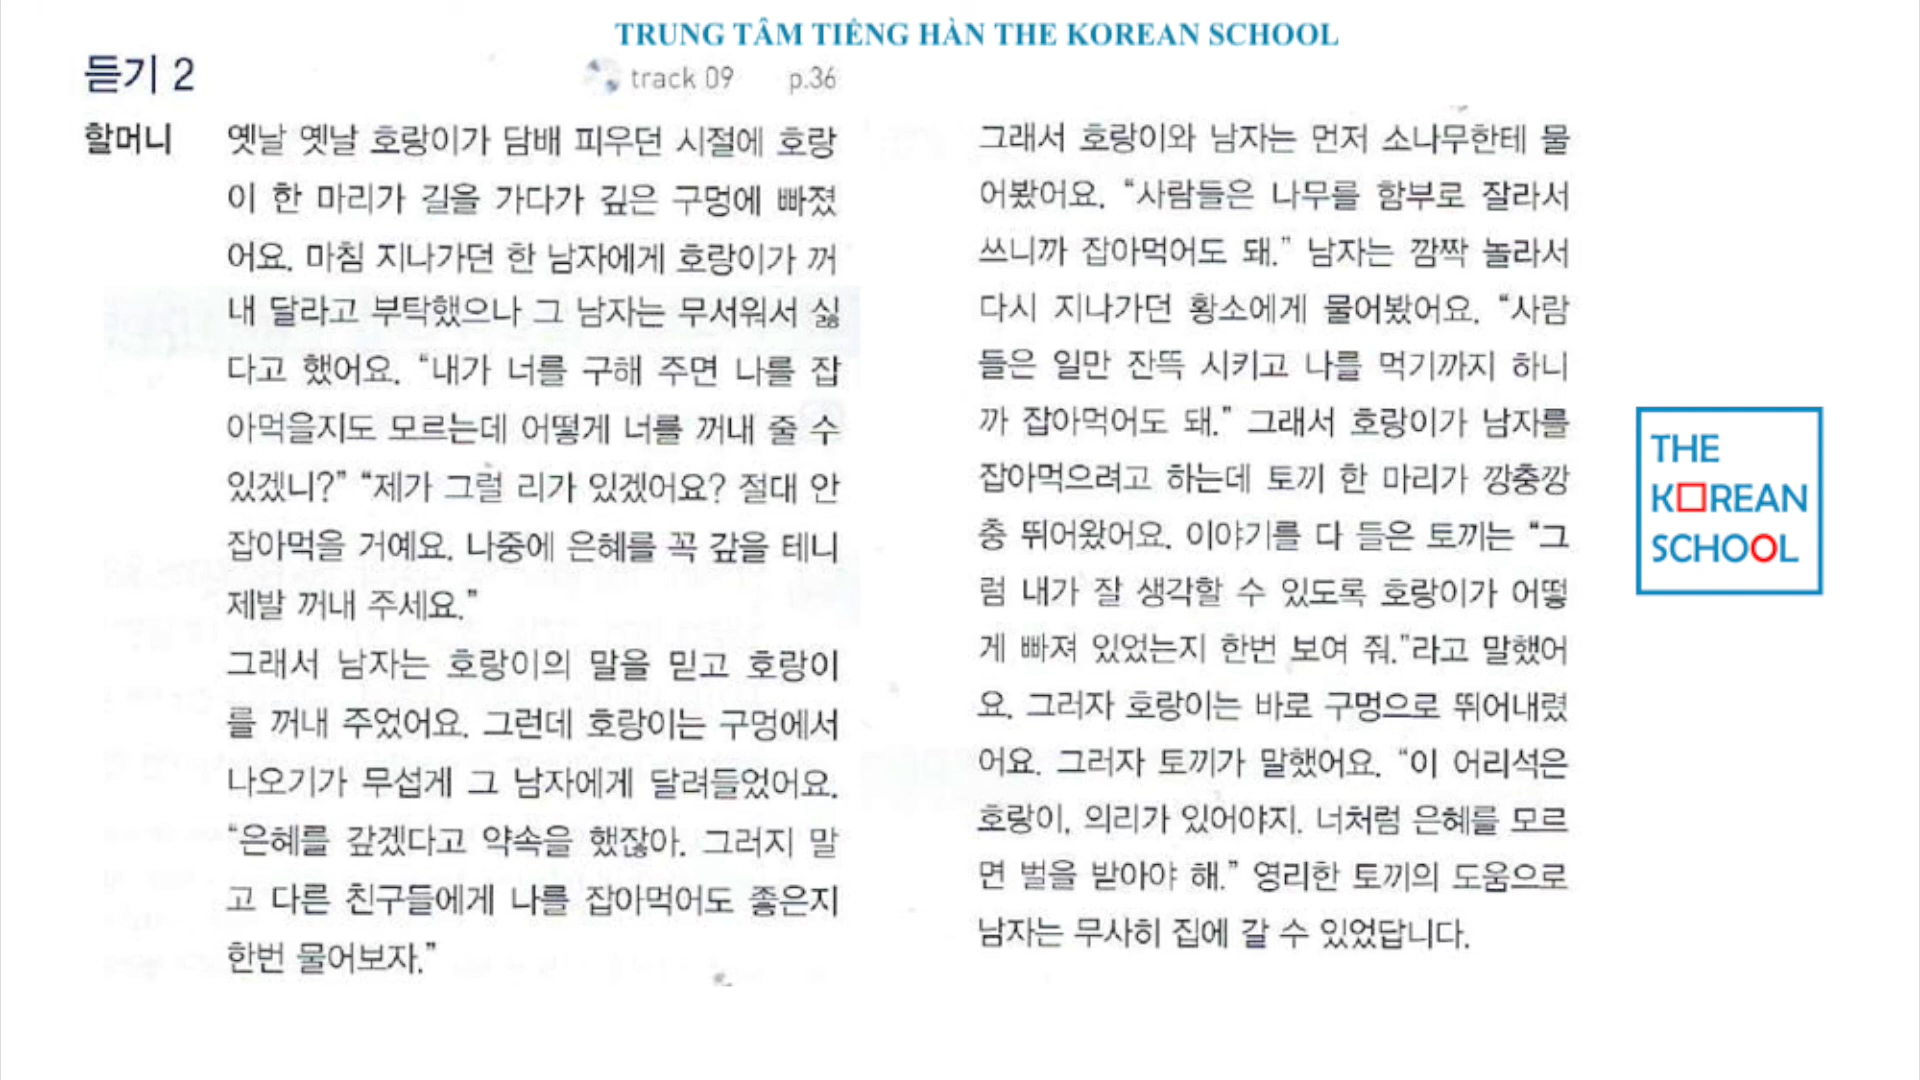 TRUNG TÂM TIẾNG HÀN THE KOREAN SCHOOL
듣기 2
track 09 p.36
할머니 옛날 옛날 호랑이가 담배 피우던 시절에 호랑
이 한 마리가 길을 가다가 깊은 구멍에 빠졌
어요. 마침 지나가던 한 남자에게 호랑이가 꺼
내 달라고 부탁했으나 그 남자는 무서워서 싫
다고 했어요. “내가 너를 구해 주면 나를 잡
아먹을지도 모르는데 어떻게 너를 꺼내 줄 수
있겠니?” “제가 그럴 리가 있겠어요? 절대 안
잡아먹을 거예요. 나중에 은혜를 꼭 갚을 테니
제발 꺼내 주세요.”
그래서 남자는 호랑이의 말을 믿고 호랑이
를 꺼내 주었어요. 그런데 호랑이는 구멍에서
나오기가 무섭게 그 남자에게 달려들었어요.
“은혜를 갚겠다고 약속을 했잖아. 그러지 말
고 다른 친구들에게 나를 잡아먹어도 좋은지
한번 물어보자.”
그래서 호랑이와 남자는 먼저 소나무한테 물
어봤어요. “사람들은 나무를 함부로 잘라서
쓰니까 잡아먹어도 돼.” 남자는 깜짝 놀라서
다시 지나가던 황소에게 물어봤어요. “사람
들은 일만 잔뜩 시키고 나를 먹기까지 하니
까 잡아먹어도 돼.” 그래서 호랑이가 남자를
잡아먹으려고 하는데 토끼 한 마리가 깡충깡
충 뛰어왔어요. 이야기를 다 들은 토끼는 “그
럼 내가 잘 생각할 수 있도록 호랑이가 어떻
게 빠져 있었는지 한번 보여 줘.”라고 말했어
요. 그러자 호랑이는 바로 구멍으로 뛰어내렸
어요. 그러자 토끼가 말했어요. “이 어리석은
호랑이, 의리가 있어야지. 너처럼 은혜를 모르
면 벌을 받아야 해.” 영리한 토끼의 도움으로
남자는 무사히 집에 갈 수 있었답니다.
THE
KOREAN
SCHOOL